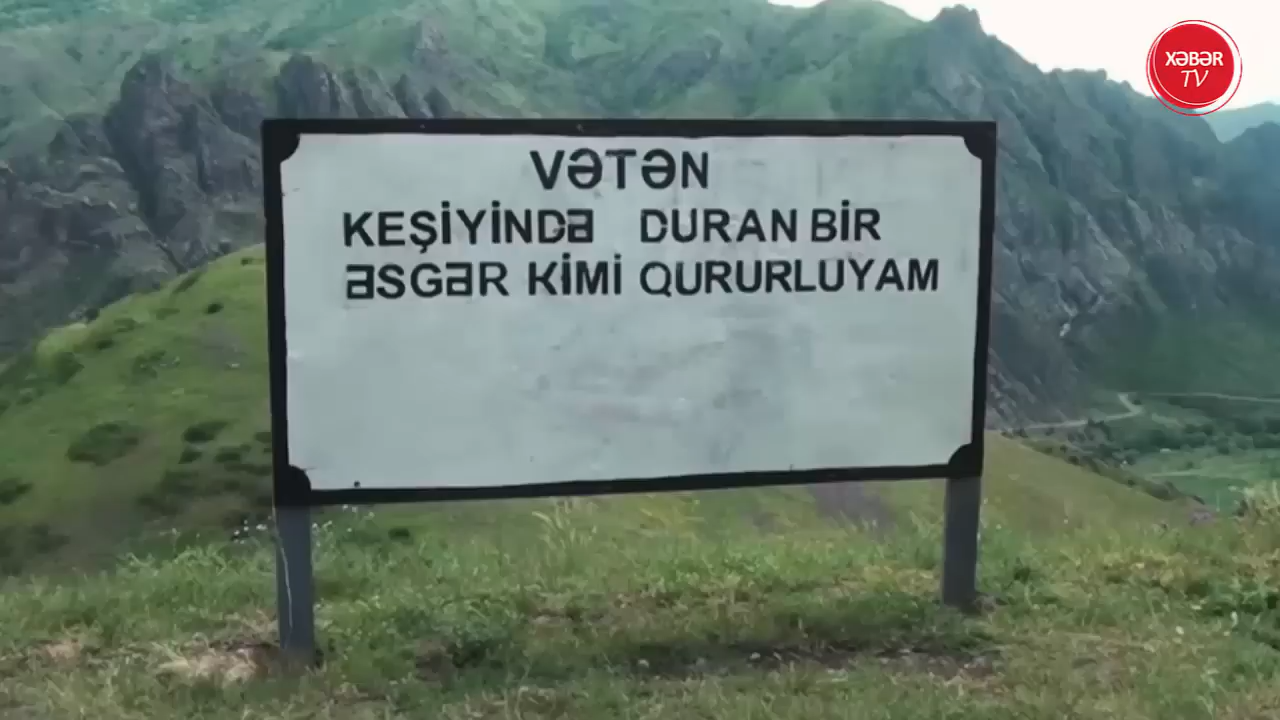 XƏBƏR
TV
VƏTƏN
KEŞİYİNDƏ DURAN BİR
ƏSGƏR KİMİ QURURLUYAM